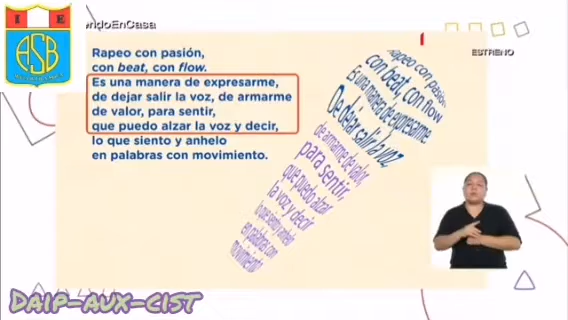 I E
ASB
ndoEnCasa
ESTRENO
Rapeo con pasión,
con beat, con flow.
Es una manera de expresarme,
de dejar salir la voz, de armarme
de valor, para sentir,
que puedo alzar la voz y decir,
lo que siento y anhelo
en palabras con movimiento.
Rapeo con pasión,
con beat, con flow
Es una manera de expresarme.
De dejar salir la voz,
de armarme de valor,
para sentir,
que puedo alzar
la voz y decir
lo que siento y anhelo
en palabras con
movimiento
DAIP-AUX-CIST